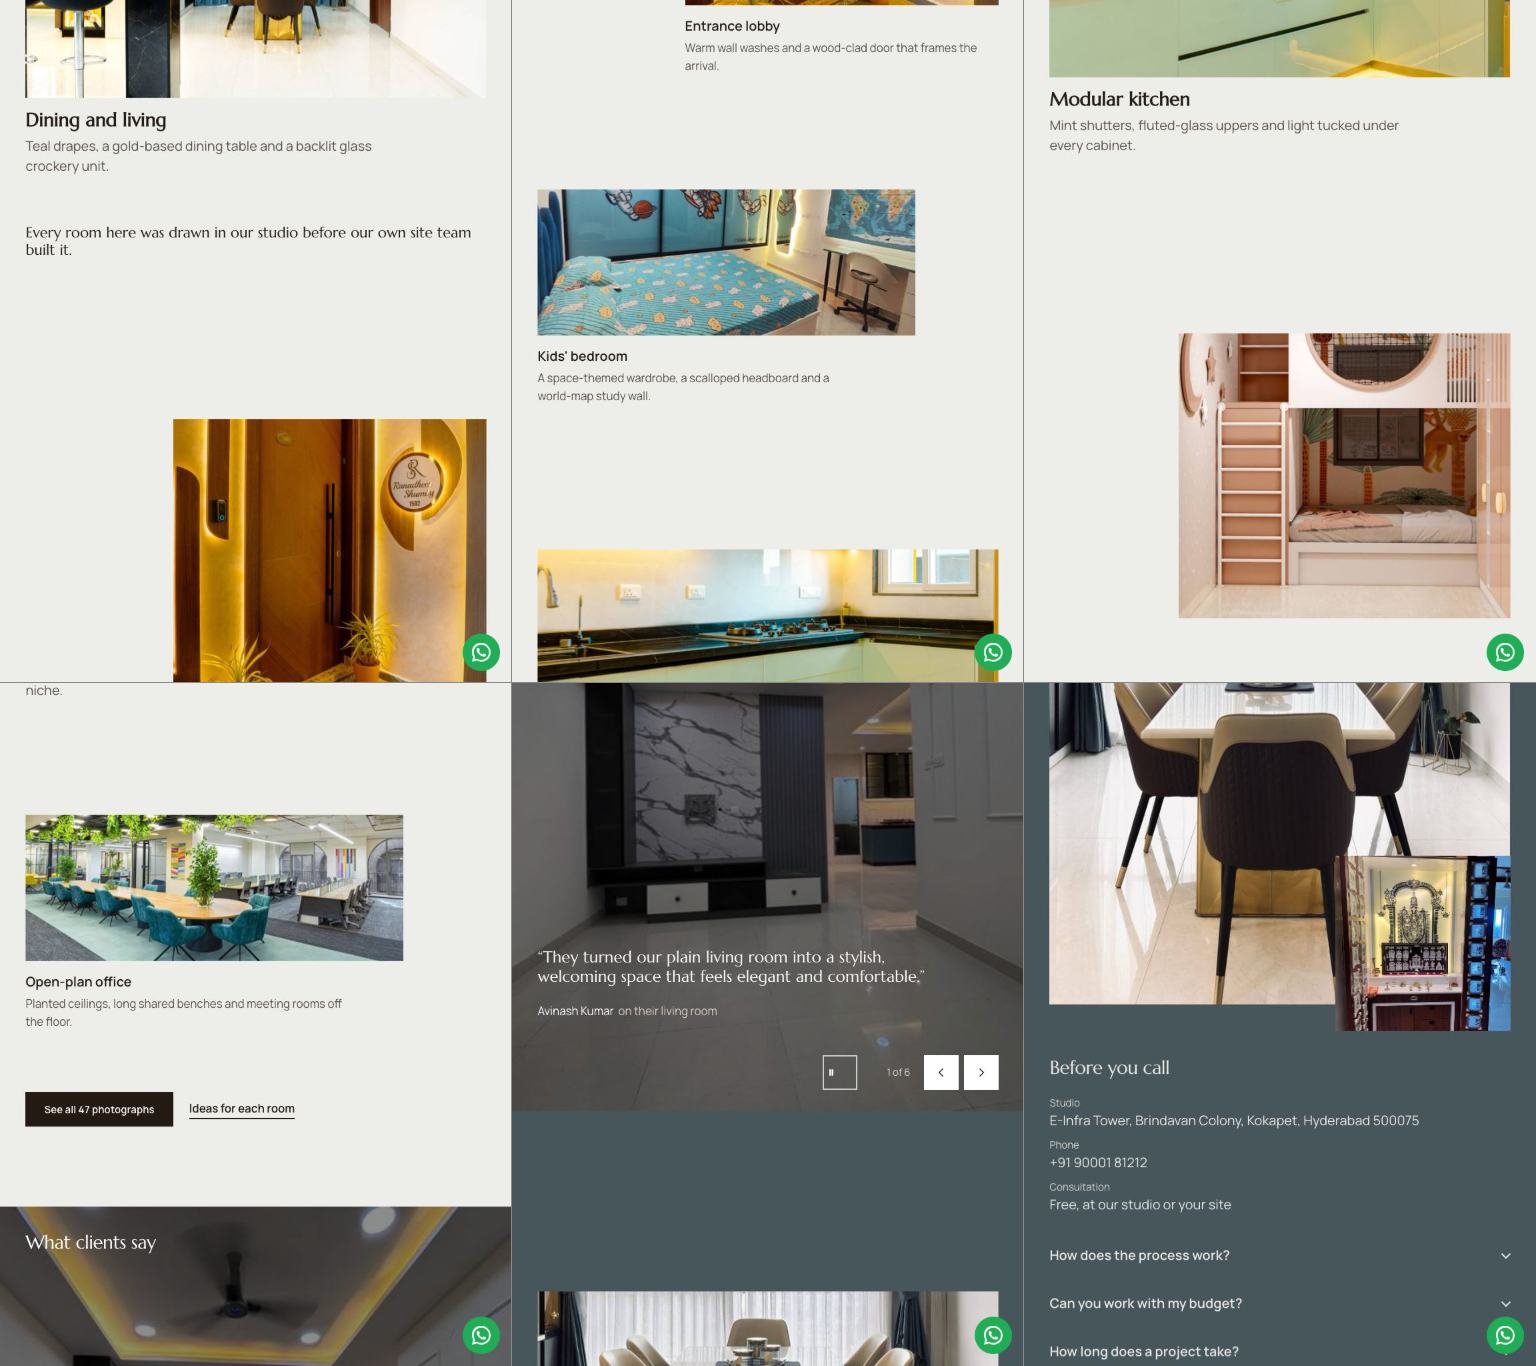 Dining and living
Teal drapes, a gold-based dining table and a backlit glass
crockery unit.
Every room here was drawn in our studio before our own site team
built it.
Ranadheer
Shamily
1502
Entrance lobby
Warm wall washes and a wood-clad door that frames the
arrival.
Kids' bedroom
A space-themed wardrobe, a scalloped headboard and a
world-map study wall.
Modular kitchen
Mint shutters, fluted-glass uppers and light tucked under
every cabinet.
niche.
Open-plan office
Planted ceilings, long shared benches and meeting rooms off
the floor.
See all 47 photographs
Ideas for each room
What clients say
“They turned our plain living room into a stylish,
welcoming space that feels elegant and comfortable.”
Avinash Kumar on their living room
1 of 6
Before you call
Studio
E-Infra Tower, Brindavan Colony, Kokapet, Hyderabad 500075
Phone
+91 90001 81212
Consultation
Free, at our studio or your site
How does the process work?
Can you work with my budget?
How long does a project take?